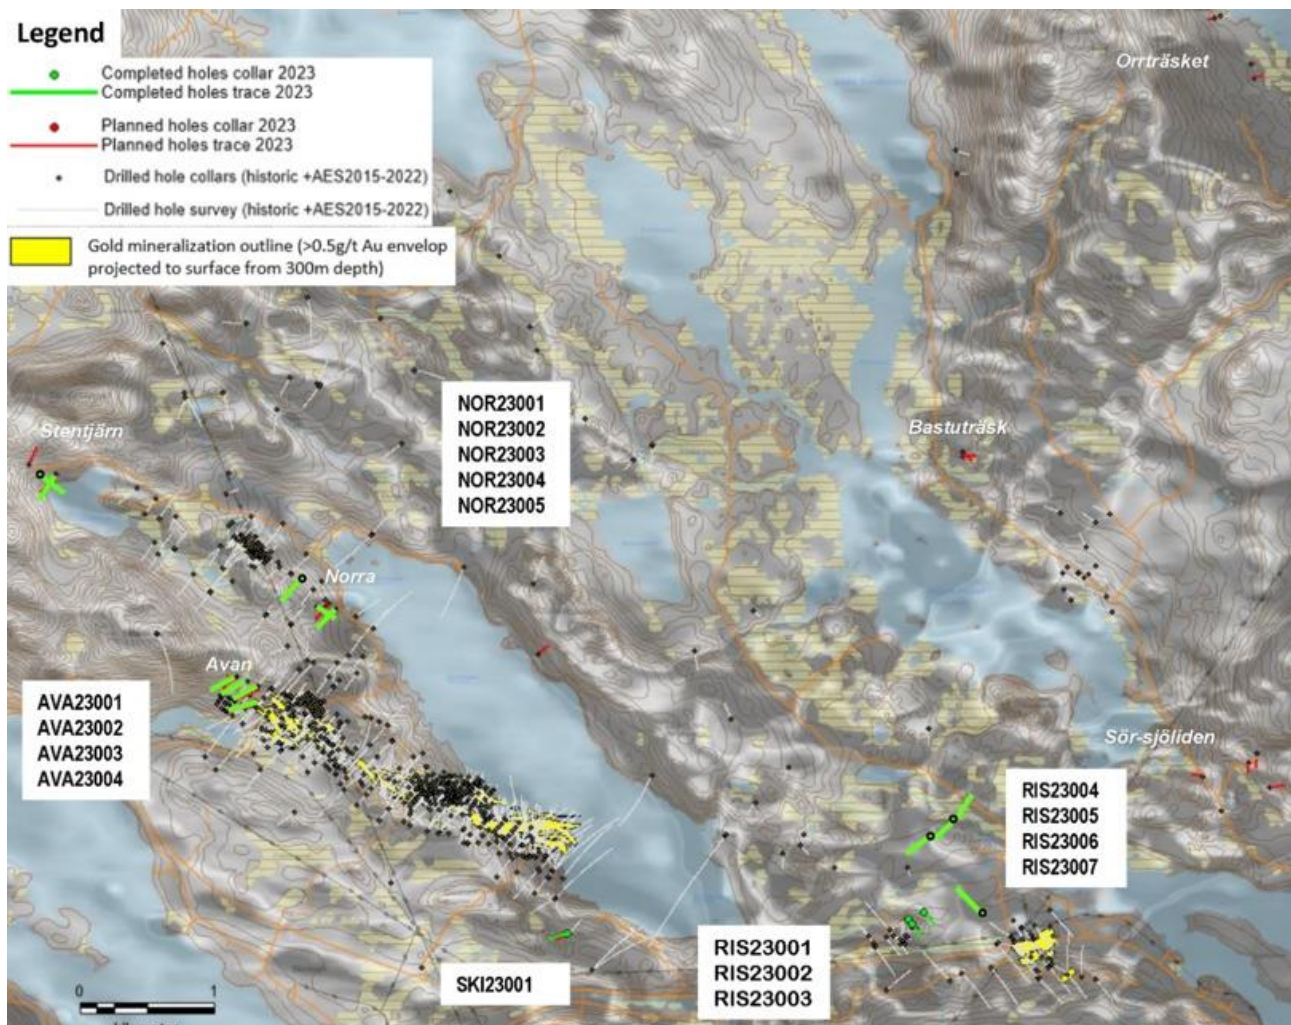 Legend
Completed holes collar 2023
Completed holes trace 2023
Planned holes collar 2023
Planned holes trace 2023
Drilled hole collars (historic +AES2015-2022)
Drilled hole survey (historic +AES2015-2022)
Gold mineralization outline (>0.5g/t Au envelop
projected to surface from 300m depth)
Orrträsket
Stentjärn
NOR23001
NOR23002
NOR23003
NOR23004
NOR23005
Bastuträsk
Norra
Avan
AVA23001
AVA23002
AVA23003
AVA23004
Sör-sjöliden
RIS23004
RIS23005
RIS23006
RIS23007
RIS23001
RIS23002
RIS23003
SKI23001
0 1